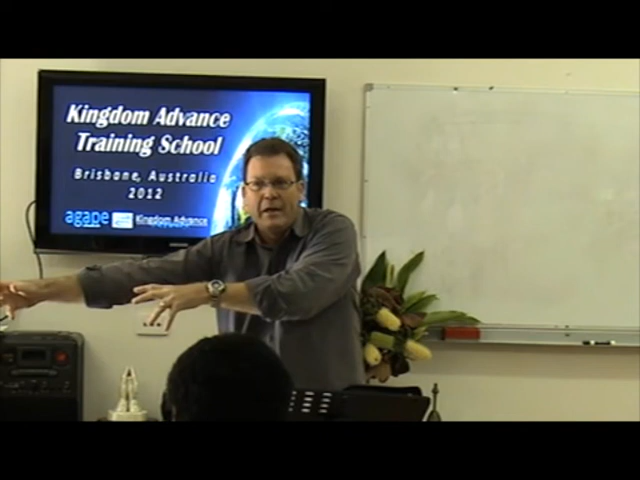 Kingdom Advance
Training School
Brisbane, Australia
2012
agape
Kingdom Advance